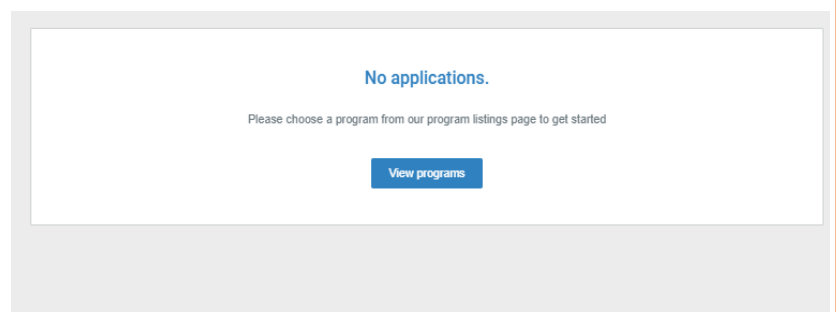 No applications.
Please choose a program from our program listings page to get started
View programs